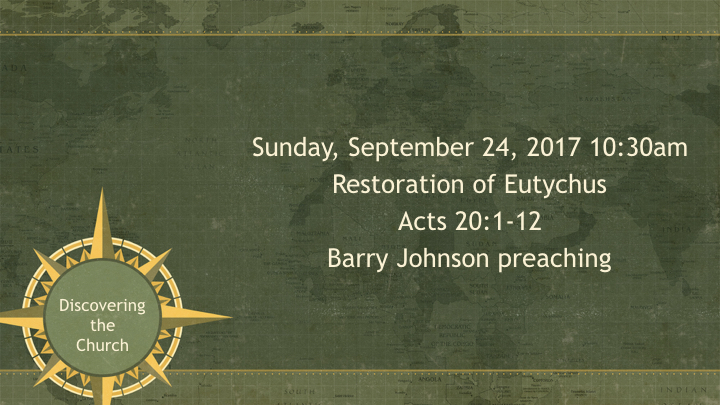 Sunday, September 24, 2017 10:30am
Restoration of Eutychus
Acts 20:1-12
Barry Johnson preaching
Discovering
the
Church